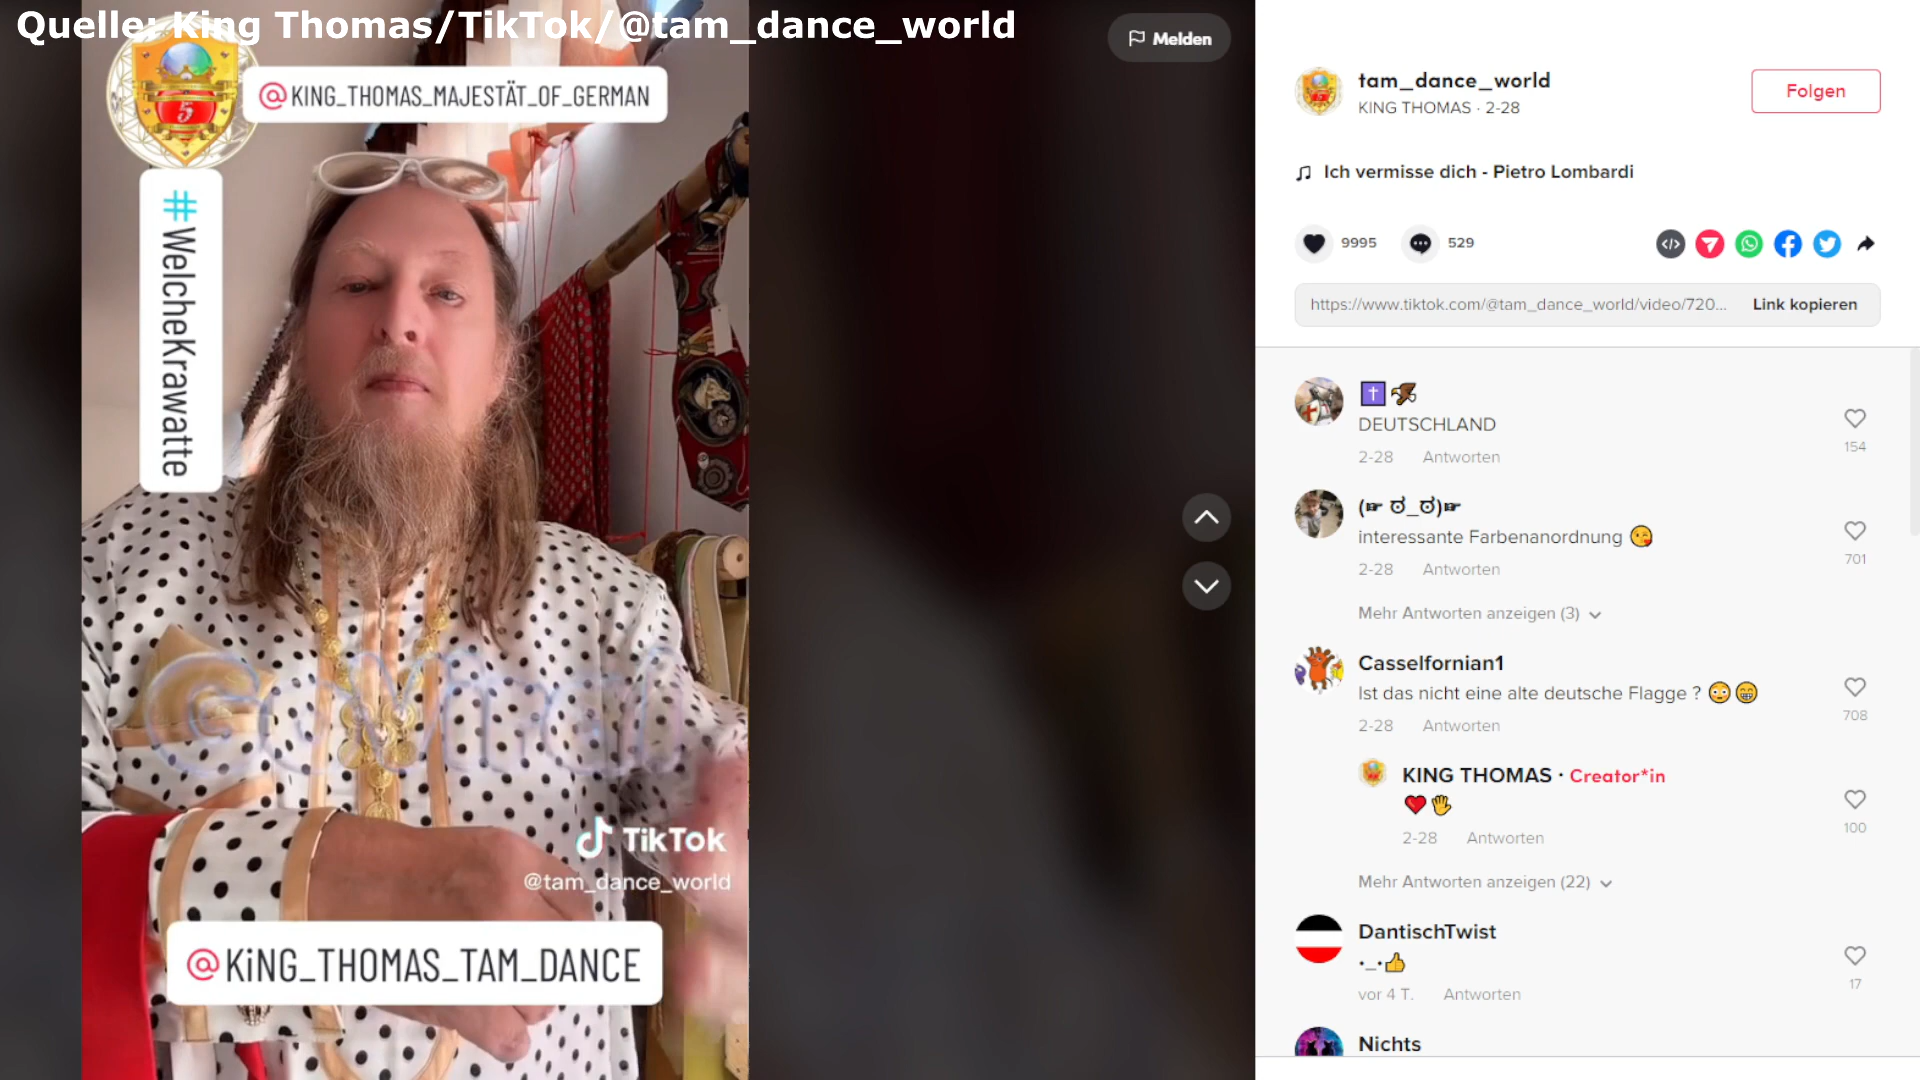 Quelle: King Thomas/TikTok/@tam_dance_world
5
@KING_THOMAS_MAJESTÄT_OF_GERMAN
#WelcheKrawatte
TikTok
@tam_dance_world
@KiNG_THOMAS_TAM_DANCE
Melden
tam_dance_world
KING THOMAS · 2-28
Folgen
Ich vermisse dich - Pietro Lombardi
9995
529
https://www.tiktok.com/@tam_dance_world/video/720...
Link kopieren
DEUTSCHLAND
2-28 Antworten
154
(☞ ಠ_ಠ)☞
interessante Farbenanordnung 😘
2-28 Antworten
701
Mehr Antworten anzeigen (3)
Casselfornian1
Ist das nicht eine alte deutsche Flagge ? 😳😁
2-28 Antworten
708
KING THOMAS · Creator*in
❤️🖐
2-28 Antworten
100
Mehr Antworten anzeigen (22)
DantischTwist
•_•👍
vor 4 T. Antworten
17
Nichts